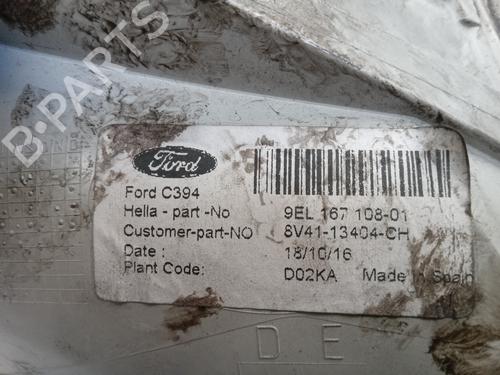 B-PARTS
Ford
Ford C394
Hella - part -No 9EL 167 108-01
Customer-part-NO 8V41-13404-CH
Date : 18/10/16
Plant Code: D02KA Made in Spain
D E